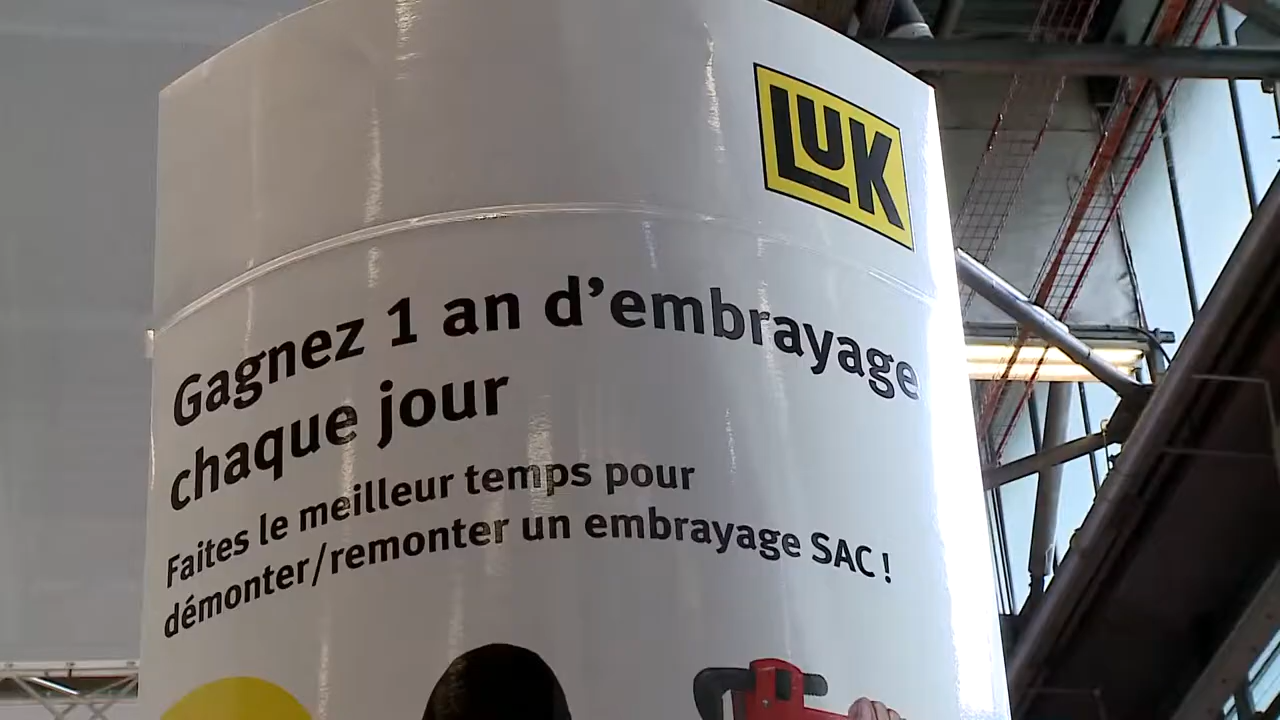 LUK
Gagnez 1 an d’embrayage
chaque jour
Faites le meilleur temps pour
démonter/remonter un embrayage SAC !